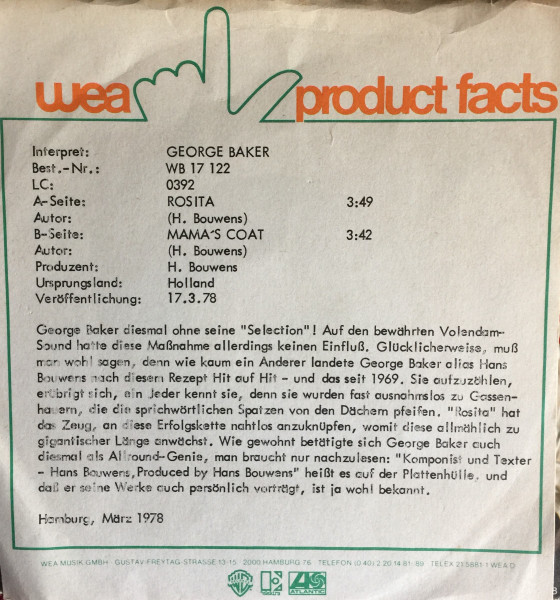 wea product facts
Interpret: GEORGE BAKER
Best.-Nr.: WB 17 122
LC: 0392
A-Seite: ROSITA 3:49
Autor: (H. Bouwens)
B-Seite: MAMA'S COAT 3:42
Autor: (H. Bouwens)
Produzent: H. Bouwens
Ursprungsland: Holland
Veröffentlichung: 17.3.78
George Baker diesmal ohne seine "Selection"! Auf den bewährten Volendam-
Sound hatte diese Maßnahme allerdings keinen Einfluß. Glücklicherweise, muß
man wohl sagen, denn wie kaum ein Anderer landete George Baker alias Hans
Bouwens nach diesem Rezept Hit auf Hit - und das seit 1969. Sie aufzuzählen,
erübrigt sich, ein Jeder kennt sie, denn sie wurden fast ausnahmslos zu Gassen-
hauern, die die sprichwörtlichen Spatzen von den Dächern pfeifen. "Rosita" hat
das Zeug, an diese Erfolgskette nahtlos anzuknüpfen, womit diese allmählich zu
gigantischer Länge anwächst. Wie gewohnt betätigte sich George Baker auch
diesmal als Allround-Genie, man braucht nur nachzulesen: "Komponist und Texter
- Hans Bouwens, Produced by Hans Bouwens" heißt es auf der Plattenhülle, und
daß er seine Werke auch persönlich vorträgt, ist ja wohl bekannt.
Hamburg, März 1978
WEA MUSIK GMBH GUSTAV-FREYTAG-STRASSE 13-15 2000 HAMBURG 76 TELEFON (0 40) 2 20 14 81-89 TELEX 215881-1 WEA D
ATLANTIC